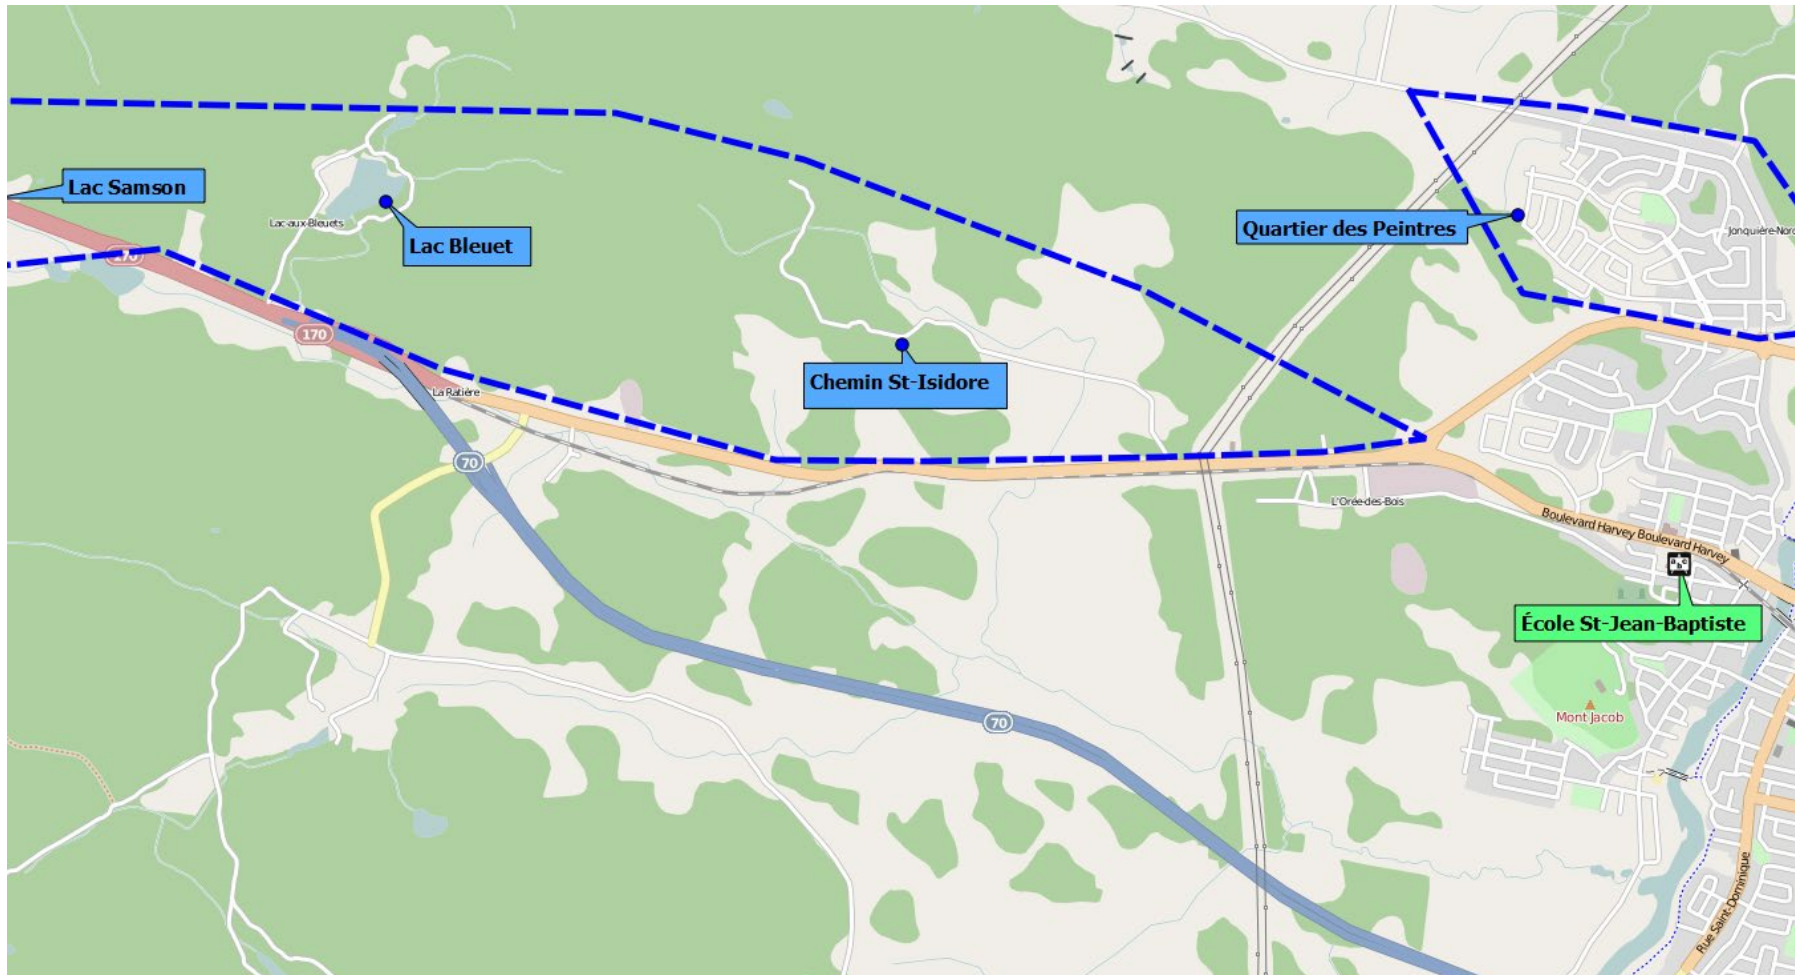 Lac Samson
Lac-aux-Bleuets
Lac Bleuet
Quartier des Peintres
Jonquière-Nord
170
170
La Ratière
Chemin St-Isidore
70
L'Orée-des-Bois
Boulevard Harvey Boulevard Harvey
a b c
École St-Jean-Baptiste
Mont Jacob
70
Rue Saint-Dominique